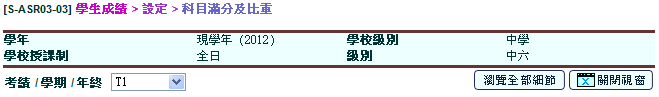 [S-ASR03-03] 學生成績 > 設定 > 科目滿分及比重
學年 現學年 (2012) 學校級別 中學
學校授課制 全日 級別 中六
考績 / 學期 / 年終 T1 瀏覽全部細節 關閉視窗